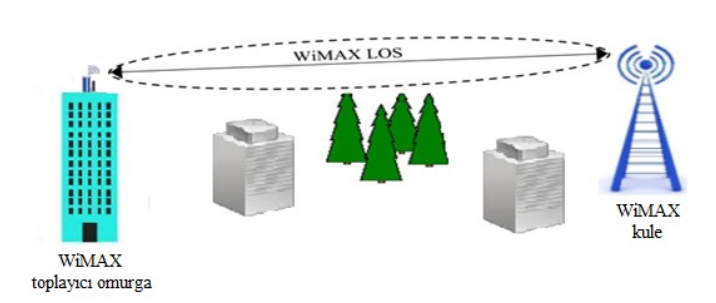 WiMAX LOS
WiMAX
kule
WiMAX
toplayıcı omurga